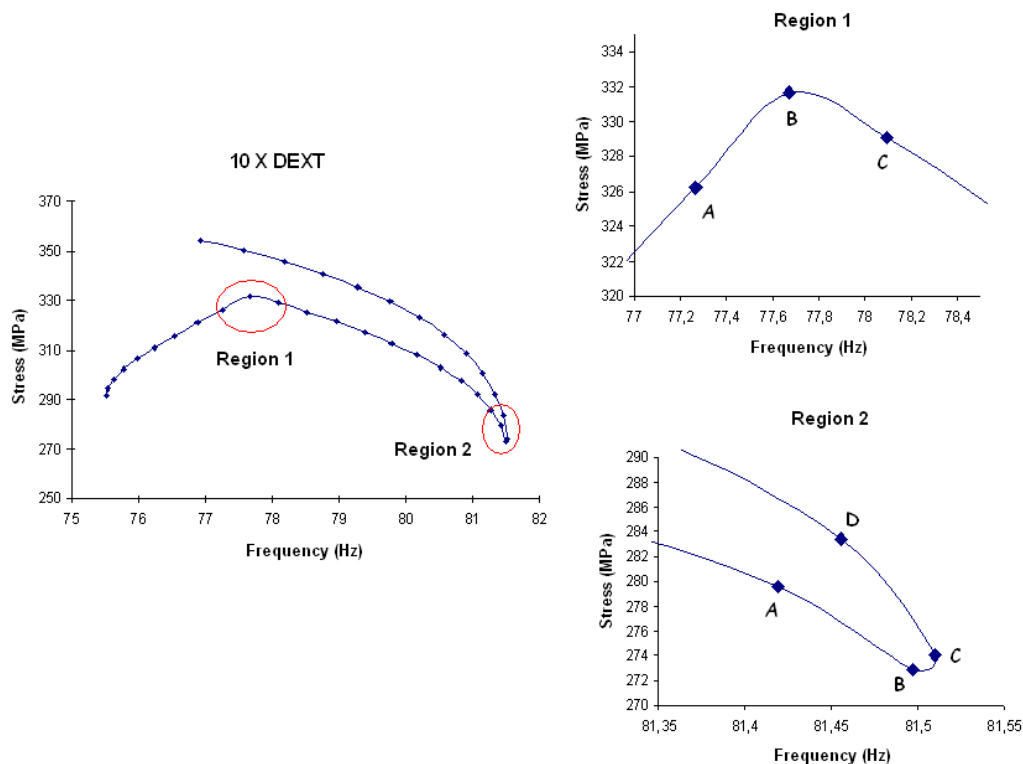 10 X DEXT
Stress (MPa)
370
350
330
310
290
270
250
75 76 77 78 79 80 81 82
Frequency (Hz)
Region 1
Region 2
Region 1
Stress (MPa)
334
332
330
328
326
324
322
320
77 77,2 77,4 77,6 77,8 78 78,2 78,4
Frequency (Hz)
A
B
C
Region 2
Stress (MPa)
290
288
286
284
282
280
278
276
274
272
270
81,35 81,4 81,45 81,5 81,55
Frequency (Hz)
D
A
B
C